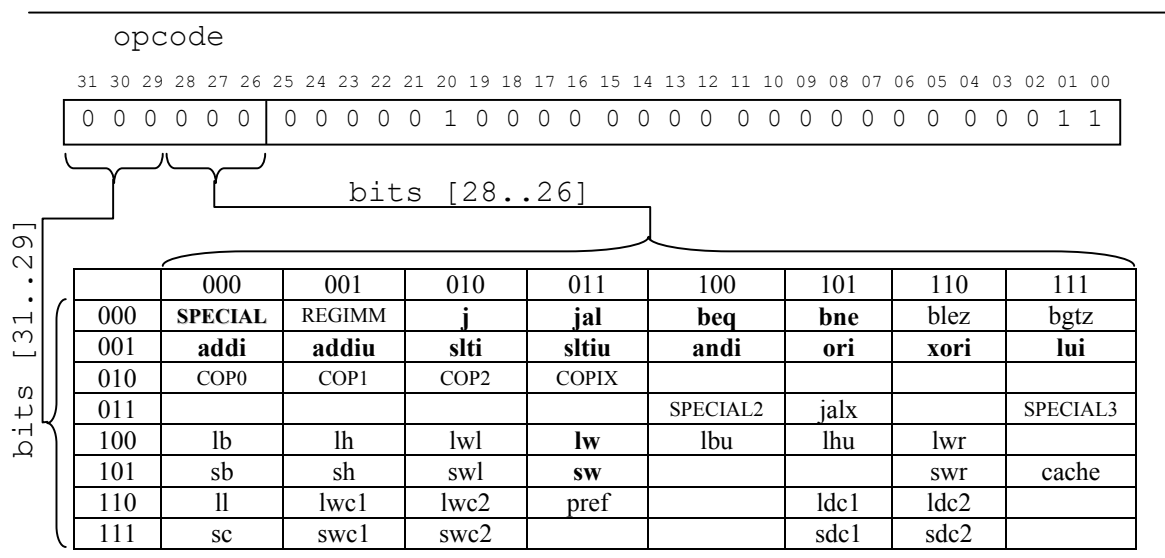 opcode
31 30 29 28 27 26 25 24 23 22 21 20 19 18 17 16 15 14 13 12 11 10 09 08 07 06 05 04 03 02 01 00
0 0 0 0 0 0 0 0 0 0 0 1 0 0 0 0 0 0 0 0 0 0 0 0 0 0 0 0 0 0 1 1
bits [28..26]
bits [31..29]
000 001 010 011 100 101 110 111
000 SPECIAL REGIMM j jal beq bne blez bgtz
001 addi addiu slti sltiu andi ori xori lui
010 COP0 COP1 COP2 COPIX
011 SPECIAL2 jalx SPECIAL3
100 lb lh lwl lw lbu lhu lwr
101 sb sh swl sw swr cache
110 ll lwc1 lwc2 pref ldc1 ldc2
111 sc swc1 swc2 sdc1 sdc2